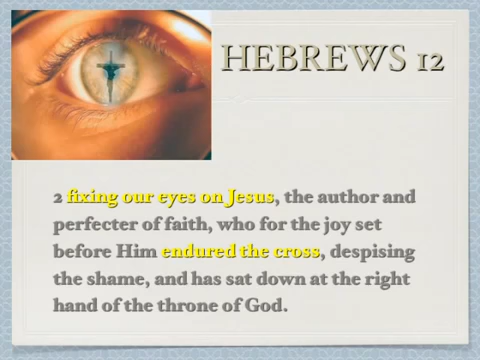 HEBREWS 12
2 fixing our eyes on Jesus, the author and
perfecter of faith, who for the joy set
before Him endured the cross, despising
the shame, and has sat down at the right
hand of the throne of God.